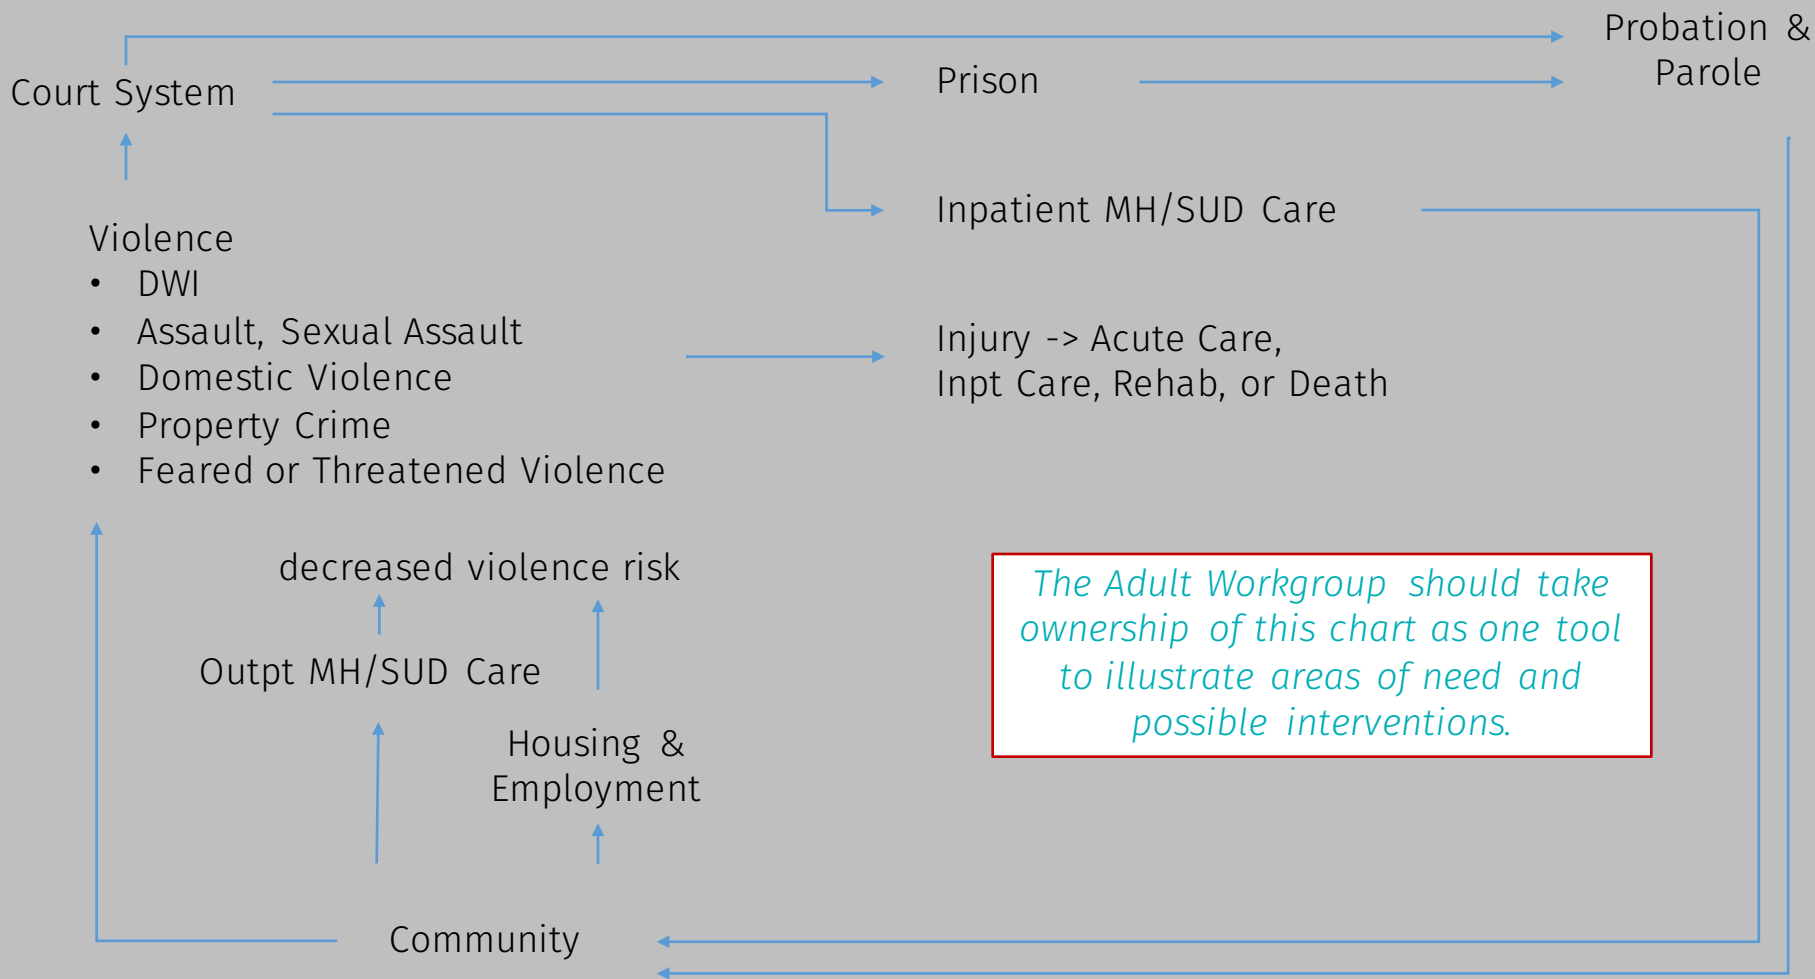 Probation &
Parole
Court System
Prison
Inpatient MH/SUD Care
Violence
• DWI
• Assault, Sexual Assault
• Domestic Violence
• Property Crime
• Feared or Threatened Violence
Injury -> Acute Care,
Inpt Care, Rehab, or Death
decreased violence risk
Outpt MH/SUD Care
Housing &
Employment
The Adult Workgroup should take
ownership of this chart as one tool
to illustrate areas of need and
possible interventions.
Community